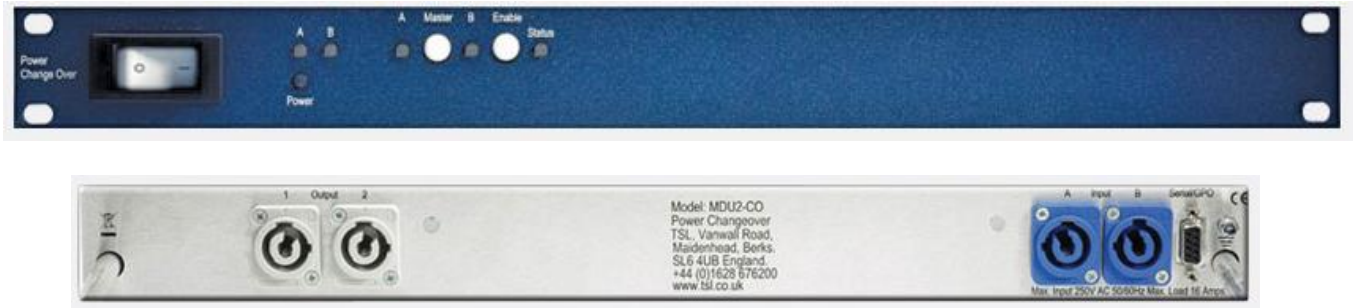 A Master B Enable
A B Status
Power
Change Over
Power
1 Output 2
A Input B Serial/GPO CE
Model: MDU2-CO
Power Changeover
TSL, Vanwall Road,
Maidenhead, Berks.
SL6 4UB England.
+44 (0)1628 676200
www.tsl.co.uk
Max. Input 250V AC 50/60Hz Max. Load 16 Amps